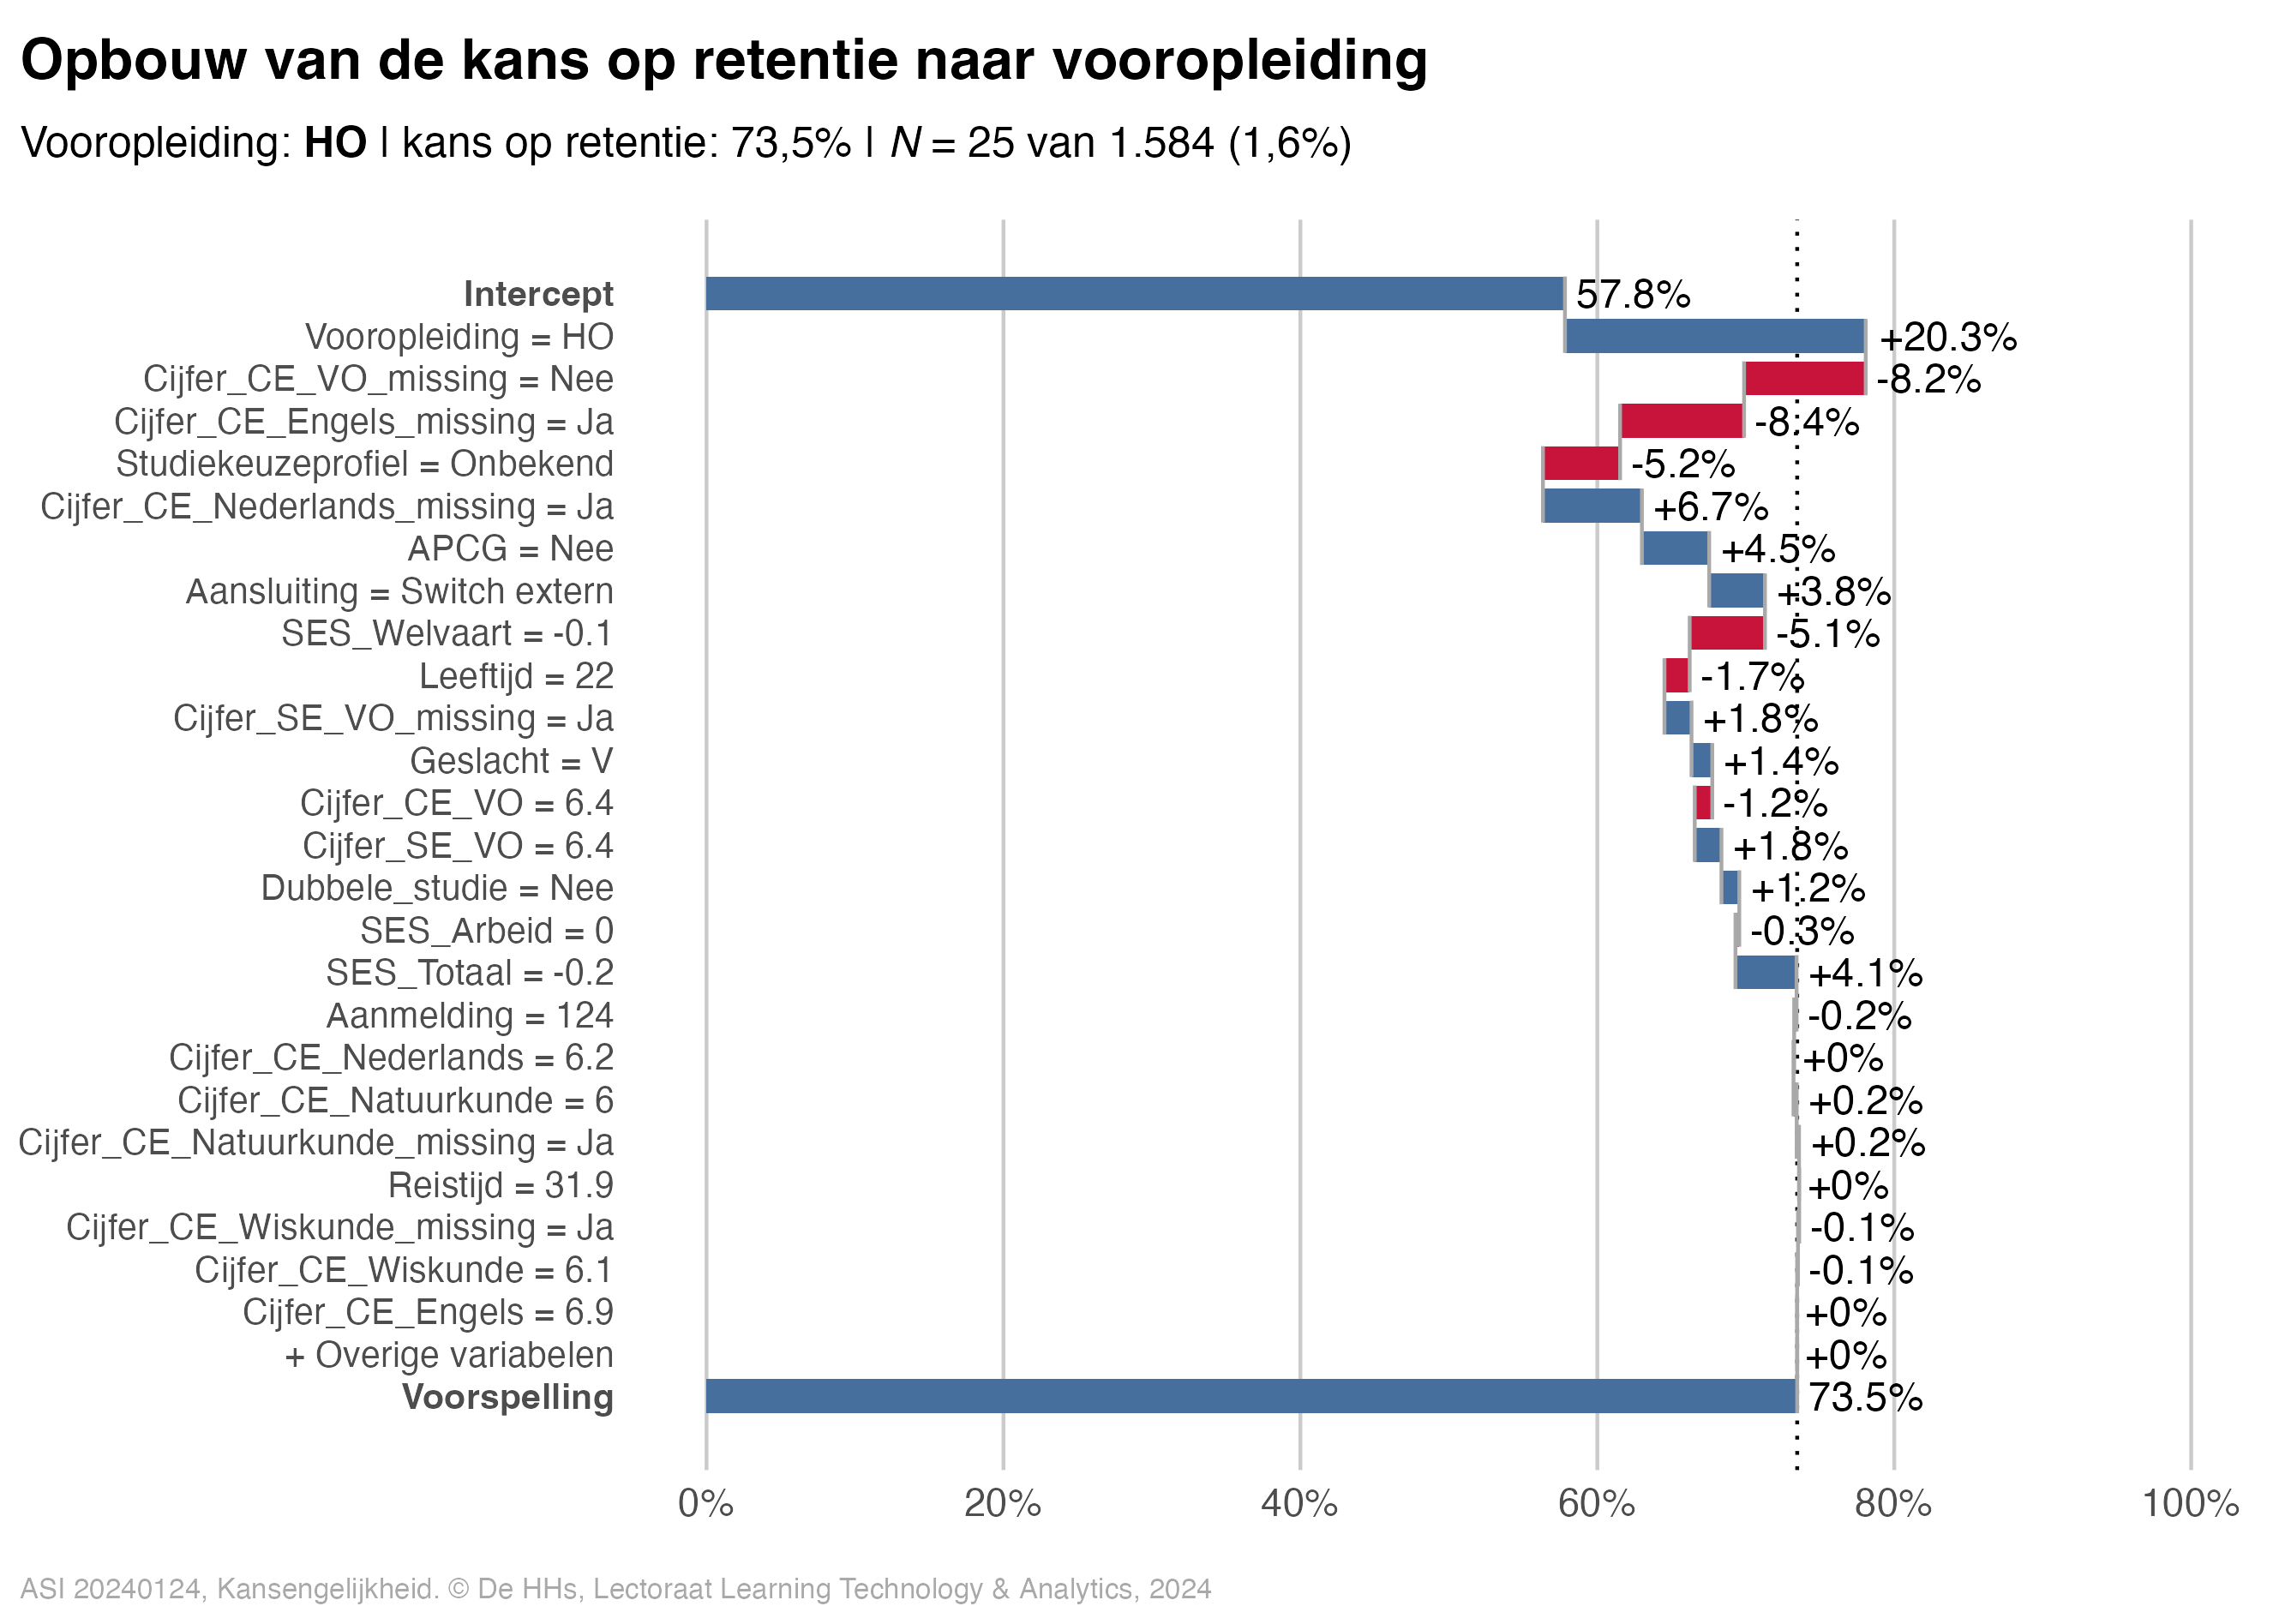 Opbouw van de kans op retentie naar vooropleiding
Vooropleiding: HO | kans op retentie: 73,5% | N = 25 van 1.584 (1,6%)
Intercept 57.8%
Vooropleiding = HO +20.3%
Cijfer_CE_VO_missing = Nee -8.2%
Cijfer_CE_Engels_missing = Ja -8.4%
Studiekeuzeprofiel = Onbekend -5.2%
Cijfer_CE_Nederlands_missing = Ja +6.7%
APCG = Nee +4.5%
Aansluiting = Switch extern +3.8%
SES_Welvaart = -0.1 -5.1%
Leeftijd = 22 -1.7%
Cijfer_SE_VO_missing = Ja +1.8%
Geslacht = V +1.4%
Cijfer_CE_VO = 6.4 -1.2%
Cijfer_SE_VO = 6.4 +1.8%
Dubbele_studie = Nee +1.2%
SES_Arbeid = 0 -0.3%
SES_Totaal = -0.2 +4.1%
Aanmelding = 124 -0.2%
Cijfer_CE_Nederlands = 6.2 +0%
Cijfer_CE_Natuurkunde = 6 +0.2%
Cijfer_CE_Natuurkunde_missing = Ja +0.2%
Reistijd = 31.9 +0%
Cijfer_CE_Wiskunde_missing = Ja -0.1%
Cijfer_CE_Wiskunde = 6.1 -0.1%
Cijfer_CE_Engels = 6.9 +0%
+ Overige variabelen +0%
Voorspelling 73.5%
0% 20% 40% 60% 80% 100%
ASI 20240124, Kansengelijkheid. © De HHs, Lectoraat Learning Technology & Analytics, 2024